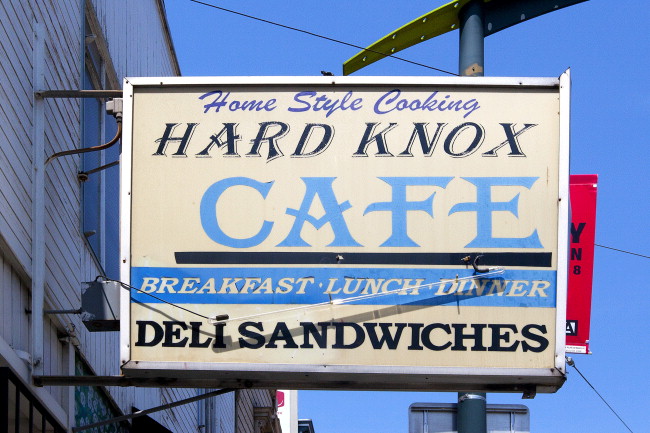 Home Style Cooking
HARD KNOX
CAFE
BREAKFAST · LUNCH · DINNER
DELI SANDWICHES